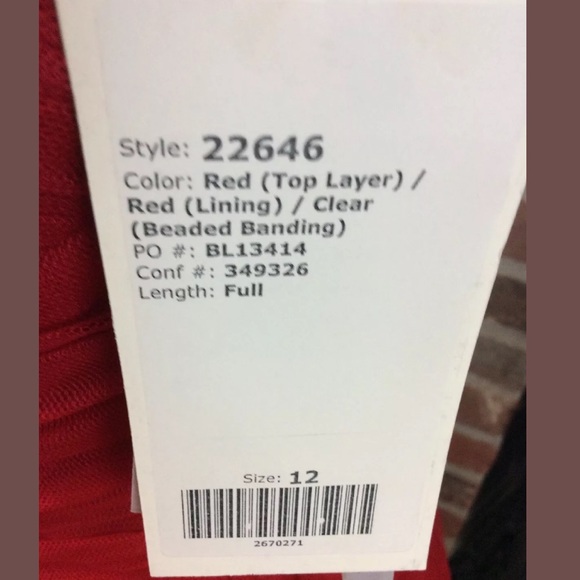 Style: 22646
Color: Red (Top Layer) /
Red (Lining) / Clear
(Beaded Banding)
PO #: BL13414
Conf #: 349326
Length: Full
Size: 12
2670271